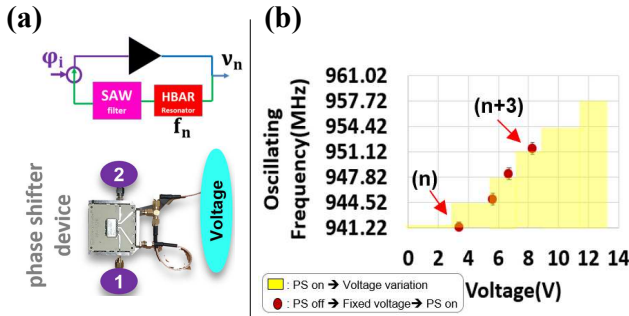 (a)
φi
νn
SAW
filter
HBAR
Resonator
fn
phase shifter
device
2
1
Voltage
(b)
Oscillating
Frequency(MHz)
961.02
957.72
954.42
951.12
947.82
944.52
941.22
(n+3)
(n)
0 2 4 6 8 10 12 14
Voltage(V)
: PS on → Voltage variation
: PS off → Fixed voltage → PS on